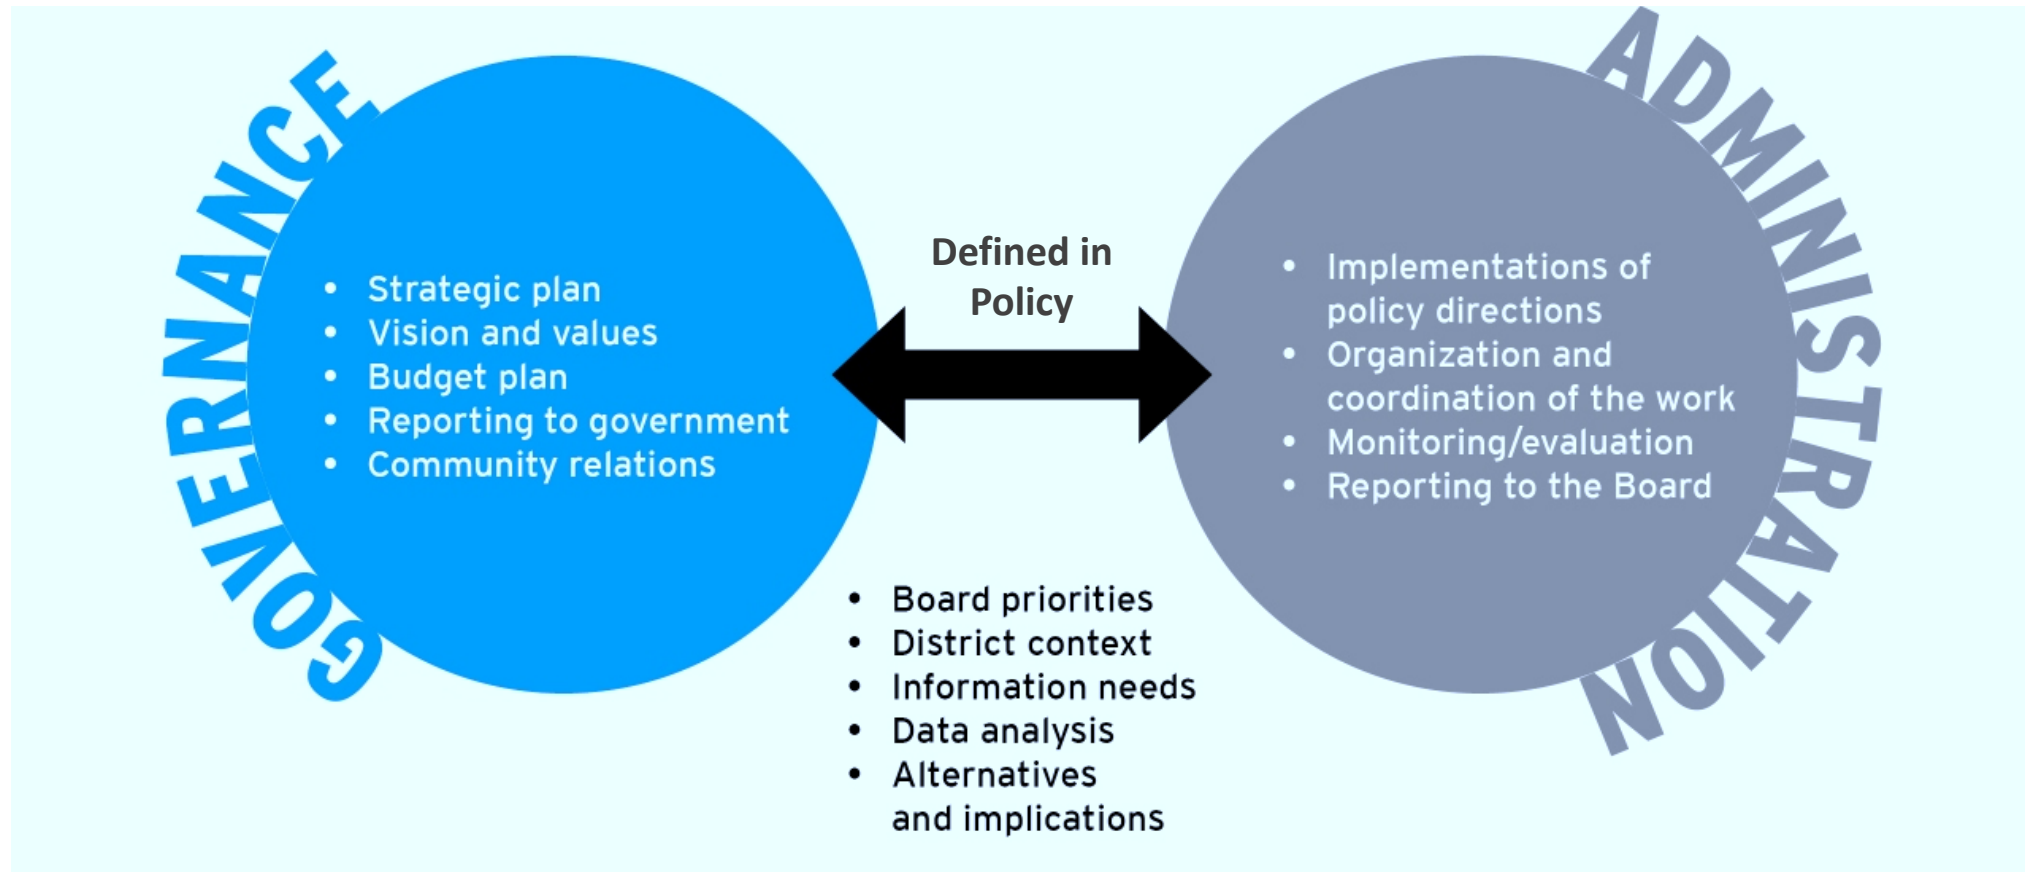 GOVERNANCE
• Strategic plan
• Vision and values
• Budget plan
• Reporting to government
• Community relations
Defined in
Policy
• Board priorities
• District context
• Information needs
• Data analysis
• Alternatives
and implications
ADMINISTRATION
• Implementations of
policy directions
• Organization and
coordination of the work
• Monitoring/evaluation
• Reporting to the Board